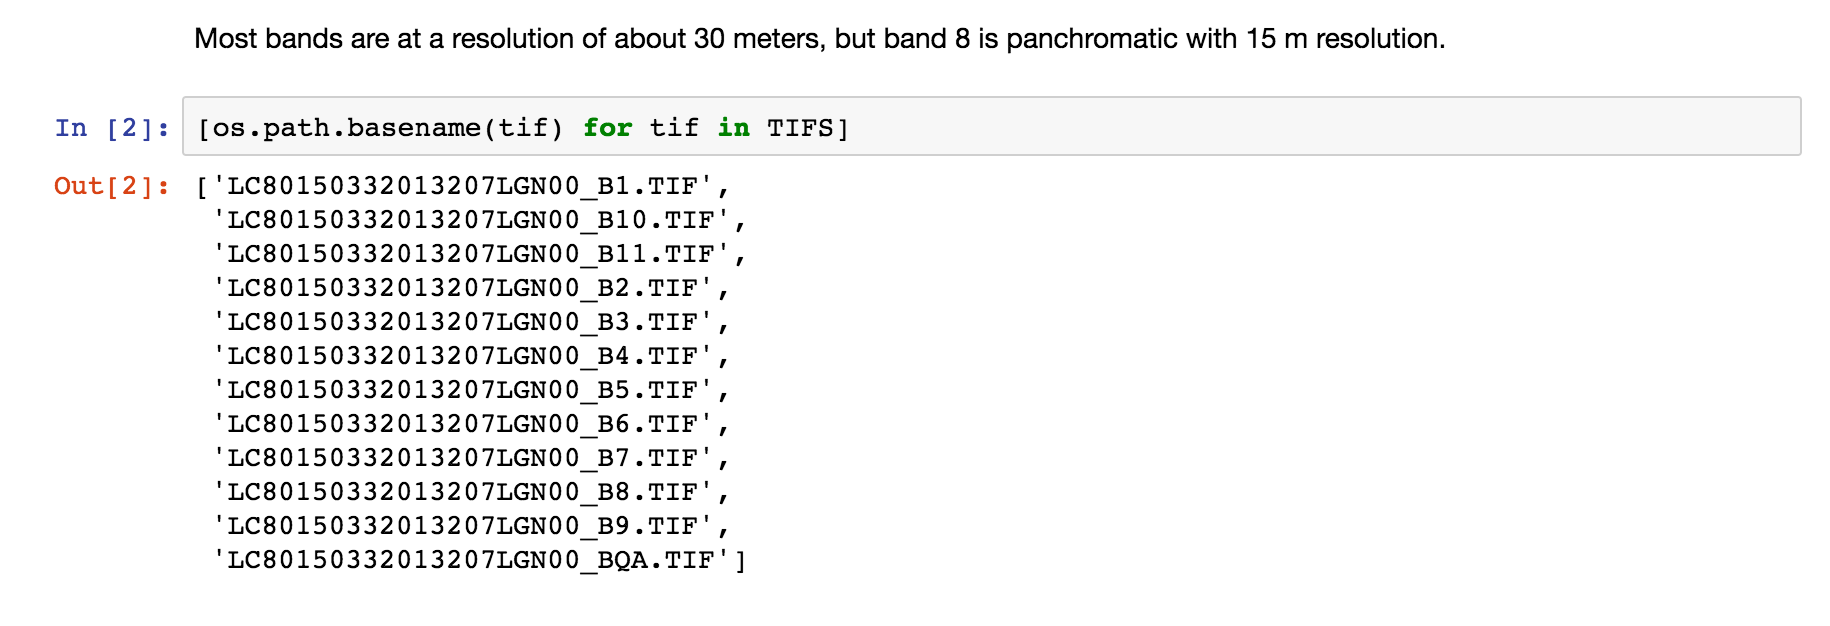 Most bands are at a resolution of about 30 meters, but band 8 is panchromatic with 15 m resolution.
In [2]: [os.path.basename(tif) for tif in TIFS]
Out[2]: ['LC80150332013207LGN00_B1.TIF',
'LC80150332013207LGN00_B10.TIF',
'LC80150332013207LGN00_B11.TIF',
'LC80150332013207LGN00_B2.TIF',
'LC80150332013207LGN00_B3.TIF',
'LC80150332013207LGN00_B4.TIF',
'LC80150332013207LGN00_B5.TIF',
'LC80150332013207LGN00_B6.TIF',
'LC80150332013207LGN00_B7.TIF',
'LC80150332013207LGN00_B8.TIF',
'LC80150332013207LGN00_B9.TIF',
'LC80150332013207LGN00_BQA.TIF']